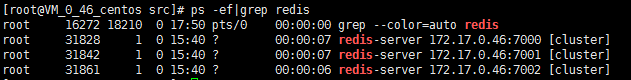 [root@VM_0_46_centos src]# ps -ef|grep redis
root 16272 18210 0 17:50 pts/0 00:00:00 grep --color=auto redis
root 31828 1 0 15:40 ? 00:00:07 redis-server 172.17.0.46:7000 [cluster]
root 31842 1 0 15:40 ? 00:00:07 redis-server 172.17.0.46:7001 [cluster]
root 31861 1 0 15:40 ? 00:00:06 redis-server 172.17.0.46:7002 [cluster]